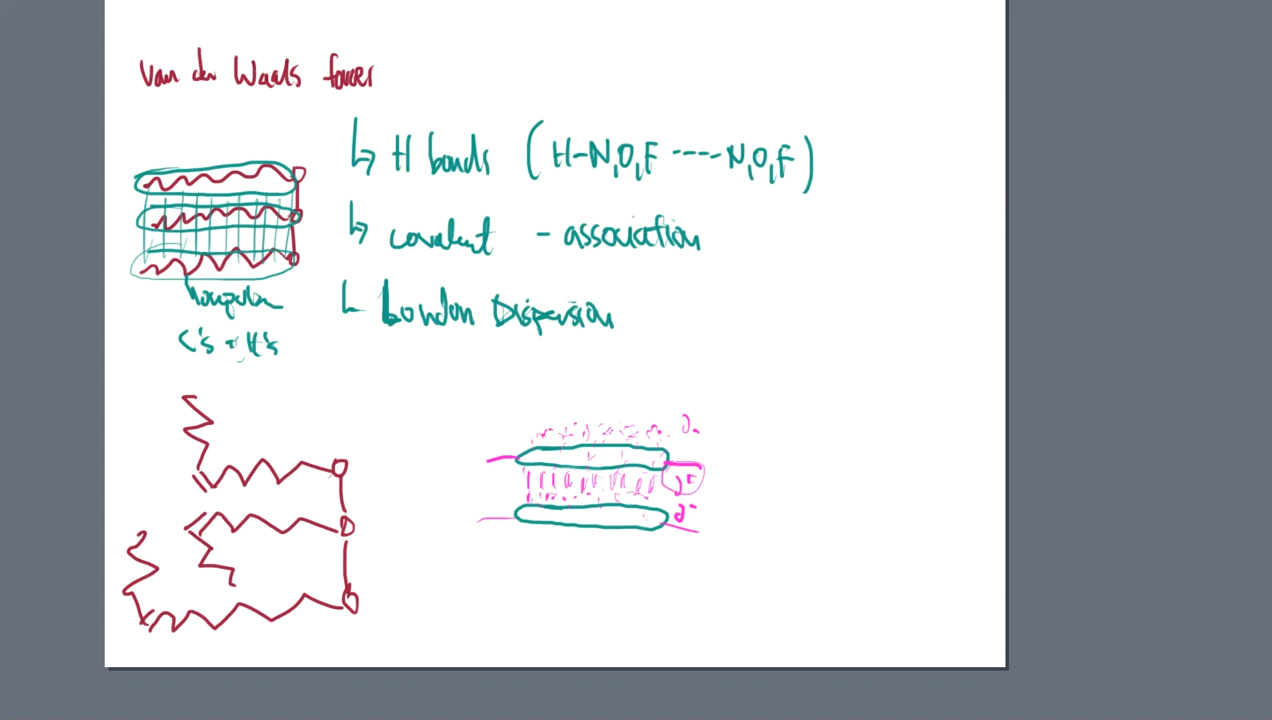 van der Waals forces
↳ H bonds (H-N,O,F ----N,O,F)
↳ covalent - association
↳ London Dispersion
Nonpolar
C's + H's
O
O
O
O
O
O
∂-
∂+
∂-